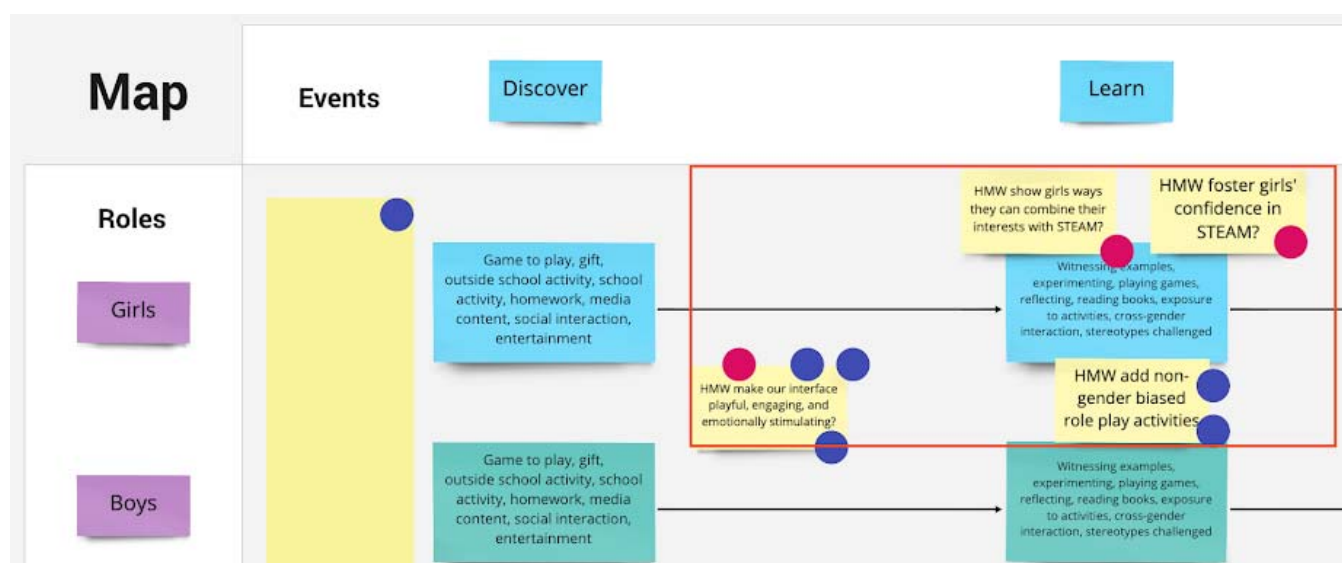 Map
Events
Discover
Learn
Roles
HMW show girls ways
they can combine their
interests with STEAM?
HMW foster girls'
confidence in
STEAM?
Girls
Game to play, gift,
outside school activity, school
activity, homework, media
content, social interaction,
entertainment
Witnessing examples,
experimenting, playing games,
reflecting, reading books, exposure
to activities, cross-gender
interaction, stereotypes challenged
HMW make our interface
playful, engaging, and
emotionally stimulating?
HMW add non-
gender biased
role play activities
Boys
Game to play, gift,
outside school activity, school
activity, homework, media
content, social interaction,
entertainment
Witnessing examples,
experimenting, playing games,
reflecting, reading books, exposure
to activities, cross-gender
interaction, stereotypes challenged